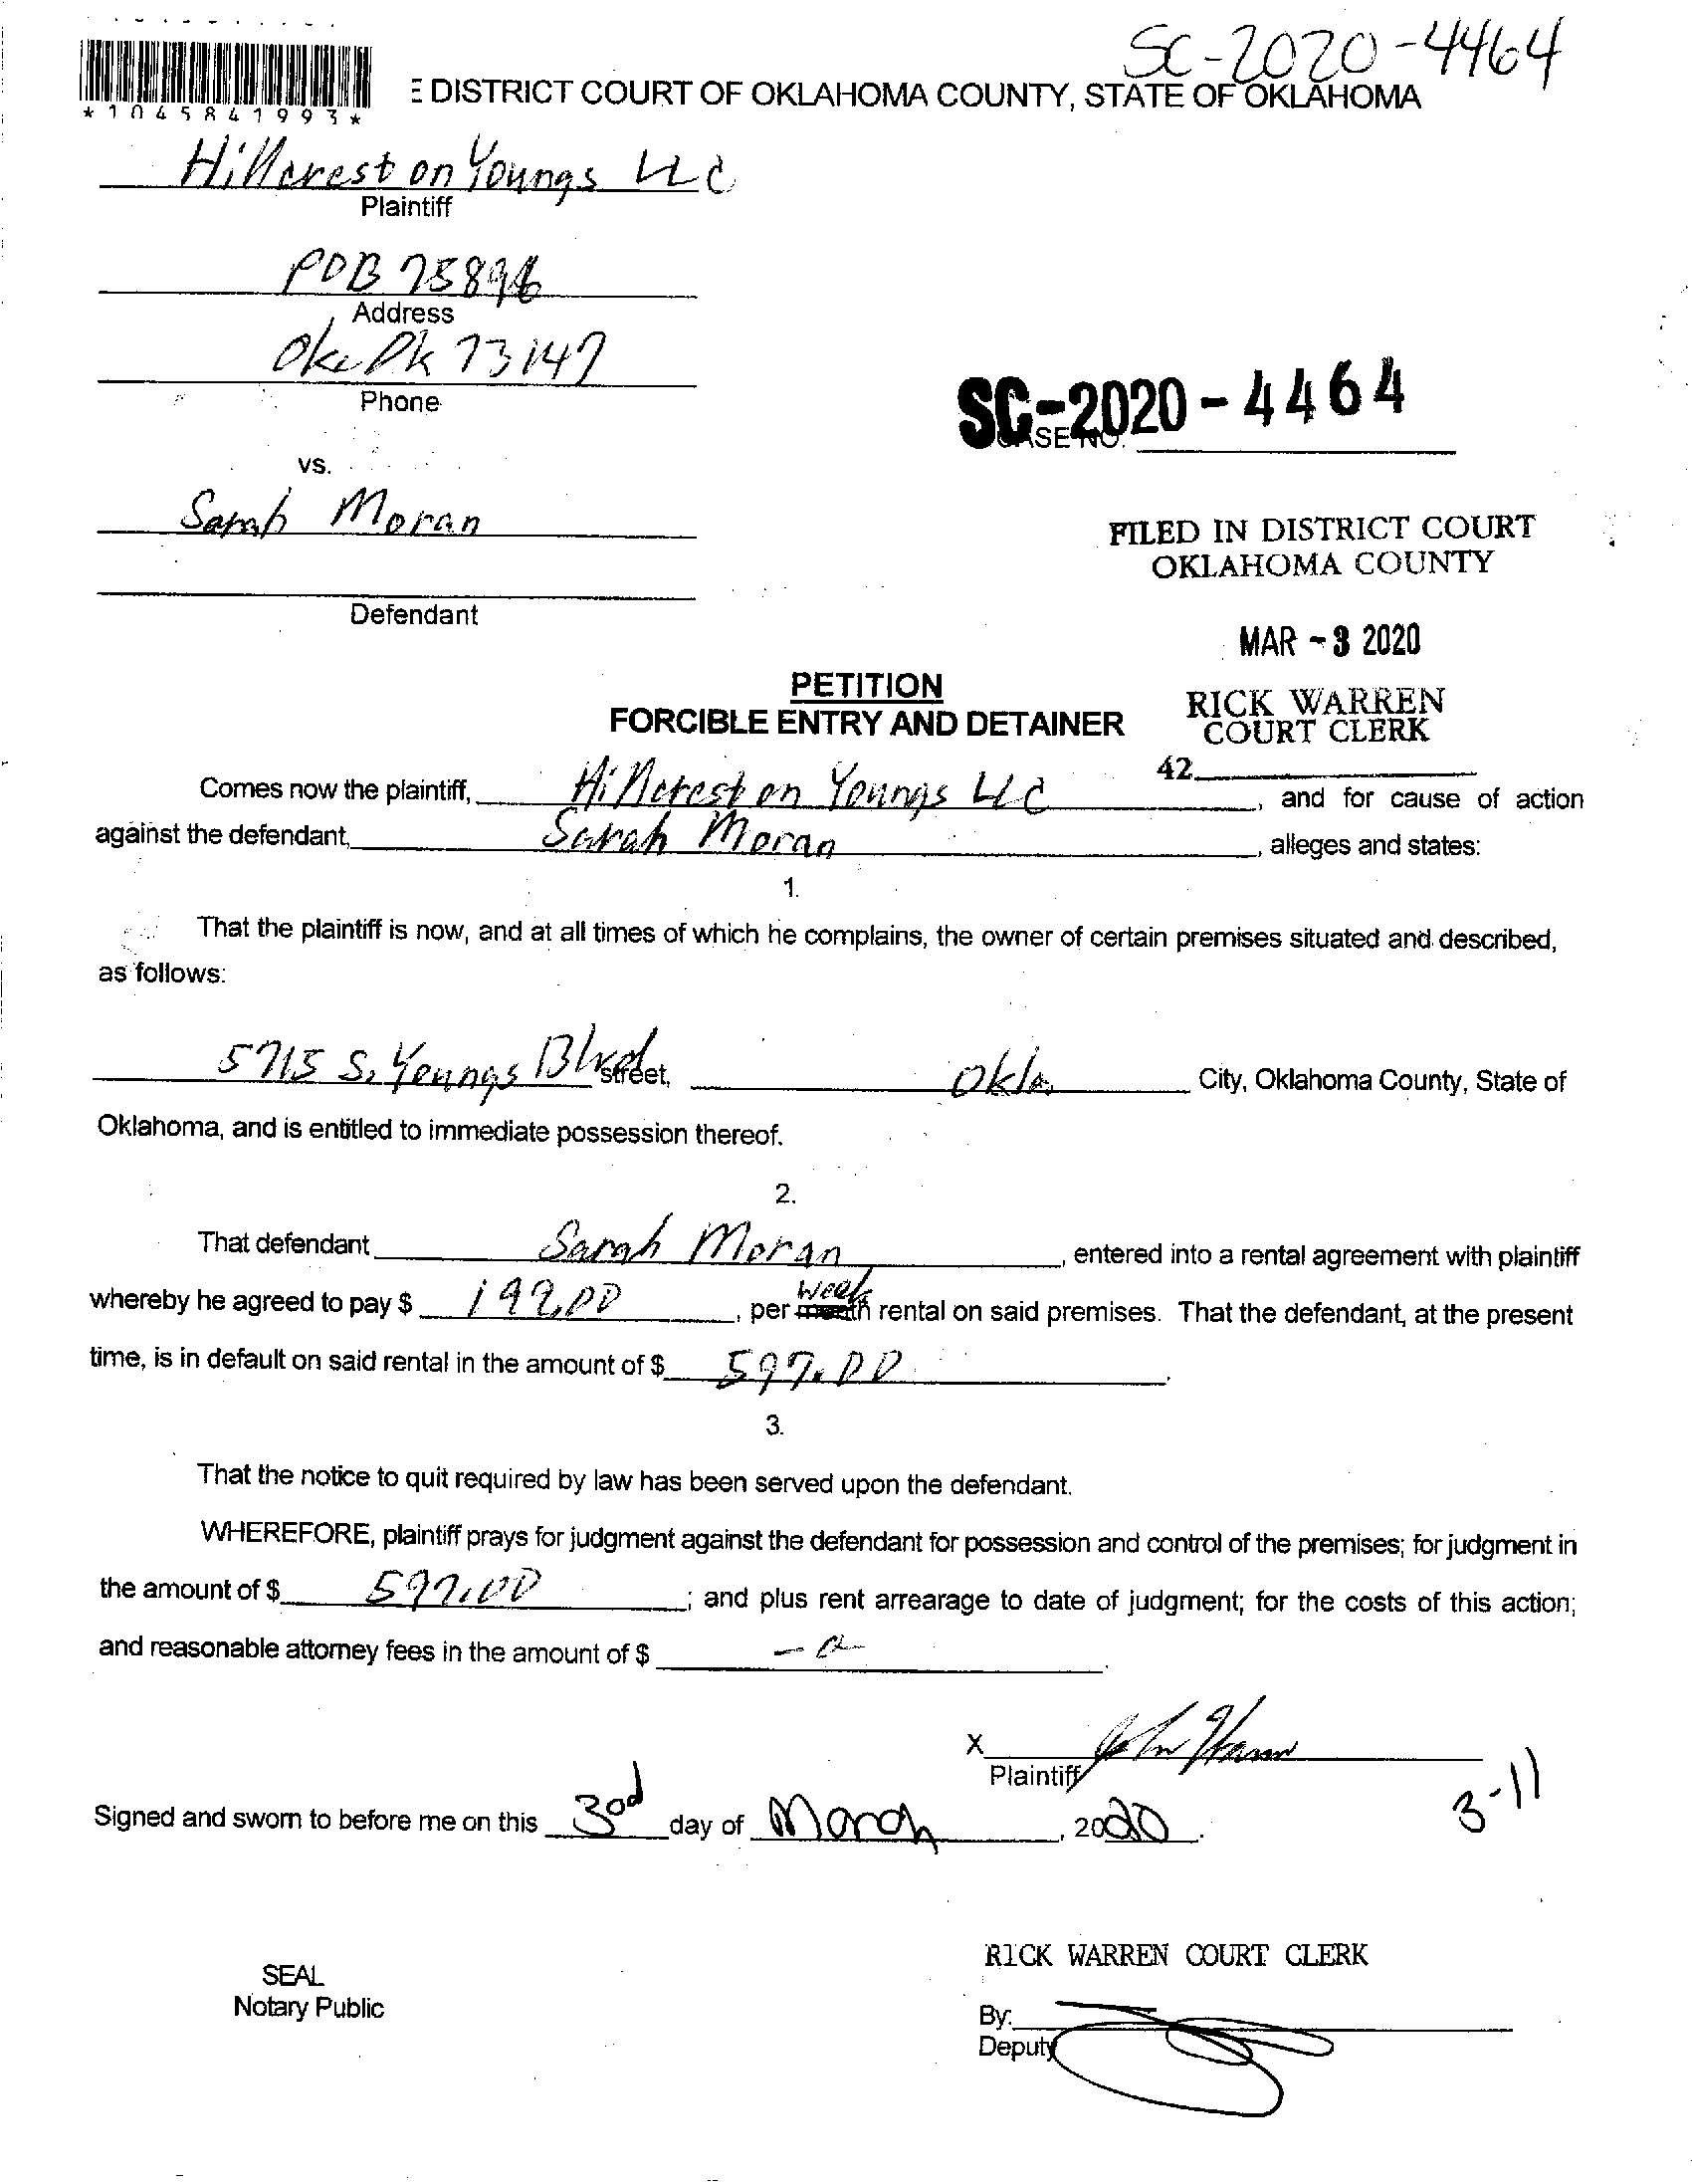 SC-2020-4464
*1045841993*
E DISTRICT COURT OF OKLAHOMA COUNTY, STATE OF OKLAHOMA
Hillcrest on Youngs LLC
Plaintiff
POB 75896
Address
Okc Ok 73147
Phone
SC-2020-4464
CASE NO.
vs.
Sarah Moran
FILED IN DISTRICT COURT
OKLAHOMA COUNTY
Defendant
MAR - 3 2020
PETITION
FORCIBLE ENTRY AND DETAINER
RICK WARREN
COURT CLERK
42
Comes now the plaintiff, Hillcrest on Youngs LLC, and for cause of action
against the defendant, Sarah Moran, alleges and states:
1.
That the plaintiff is now, and at all times of which he complains, the owner of certain premises situated and described,
as follows:
5715 S. Youngs Blvd street, Okla City, Oklahoma County, State of
Oklahoma, and is entitled to immediate possession thereof.
2.
That defendant Sarah Moran, entered into a rental agreement with plaintiff
week
whereby he agreed to pay $ 199.00, per month rental on said premises. That the defendant, at the present
time, is in default on said rental in the amount of $ 597.00.
3.
That the notice to quit required by law has been served upon the defendant.
WHEREFORE, plaintiff prays for judgment against the defendant for possession and control of the premises; for judgment in
the amount of $ 597.00; and plus rent arrearage to date of judgment; for the costs of this action;
and reasonable attorney fees in the amount of $
X
Plaintiff
3-11
Signed and sworn to before me on this 3rd day of March, 2020.
RICK WARREN COURT CLERK
SEAL
Notary Public
By:
Deputy